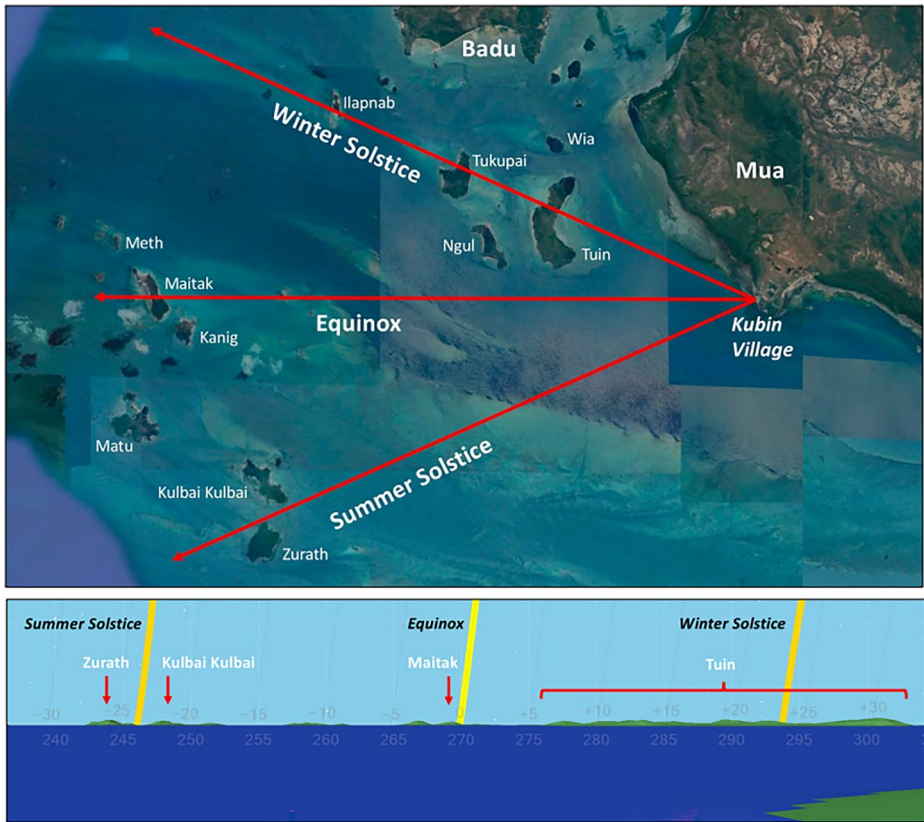 Badu
Ilapnab
Winter Solstice
Wia
Tukupai
Mua
Meth
Ngul
Tuin
Maitak
Equinox
Kanig
Kubin
Village
Matu
Summer Solstice
Kulbai Kulbai
Zurath
Summer Solstice
Equinox
Winter Solstice
Zurath
Kulbai Kulbai
Maitak
Tuin
−30 −25 −20 −15 −10 −5 0 +5 +10 +15 +20 +25 +30
240 245 250 255 260 265 270 275 280 285 290 295 300